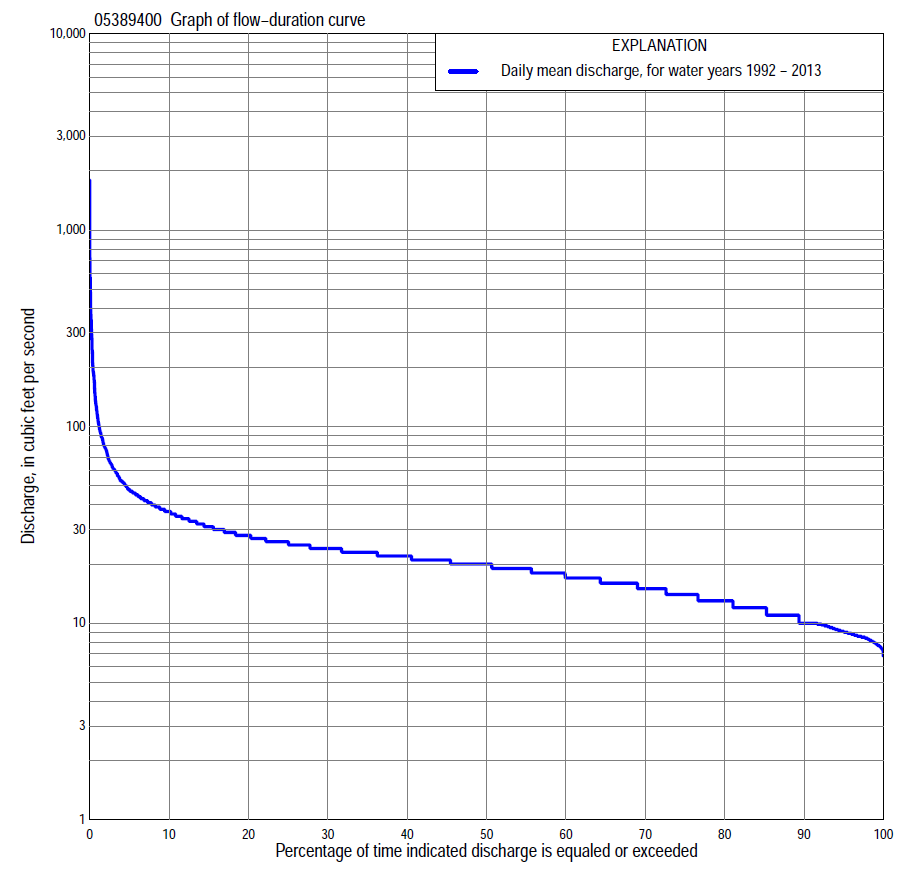 05389400 Graph of flow−duration curve
EXPLANATION
Daily mean discharge, for water years 1992 − 2013
10,000
3,000
1,000
300
100
30
10
3
1
Discharge, in cubic feet per second
0 10 20 30 40 50 60 70 80 90 100
Percentage of time indicated discharge is equaled or exceeded